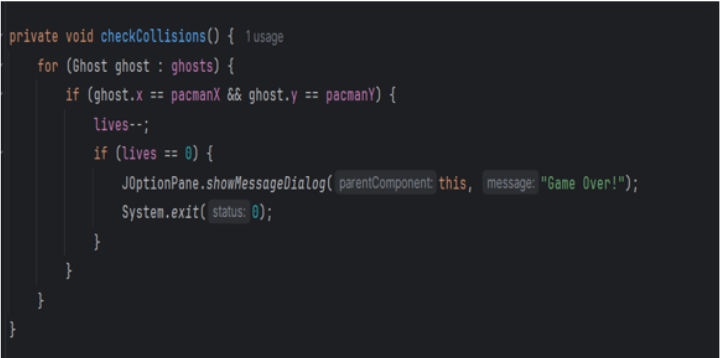 private void checkCollisions() { 1 usage
for (Ghost ghost : ghosts) {
if (ghost.x == pacmanX && ghost.y == pacmanY) {
lives--;
if (lives == 0) {
JOptionPane.showMessageDialog( parentComponent: this, message: "Game Over!");
System.exit( status: 0);
}
}
}
}